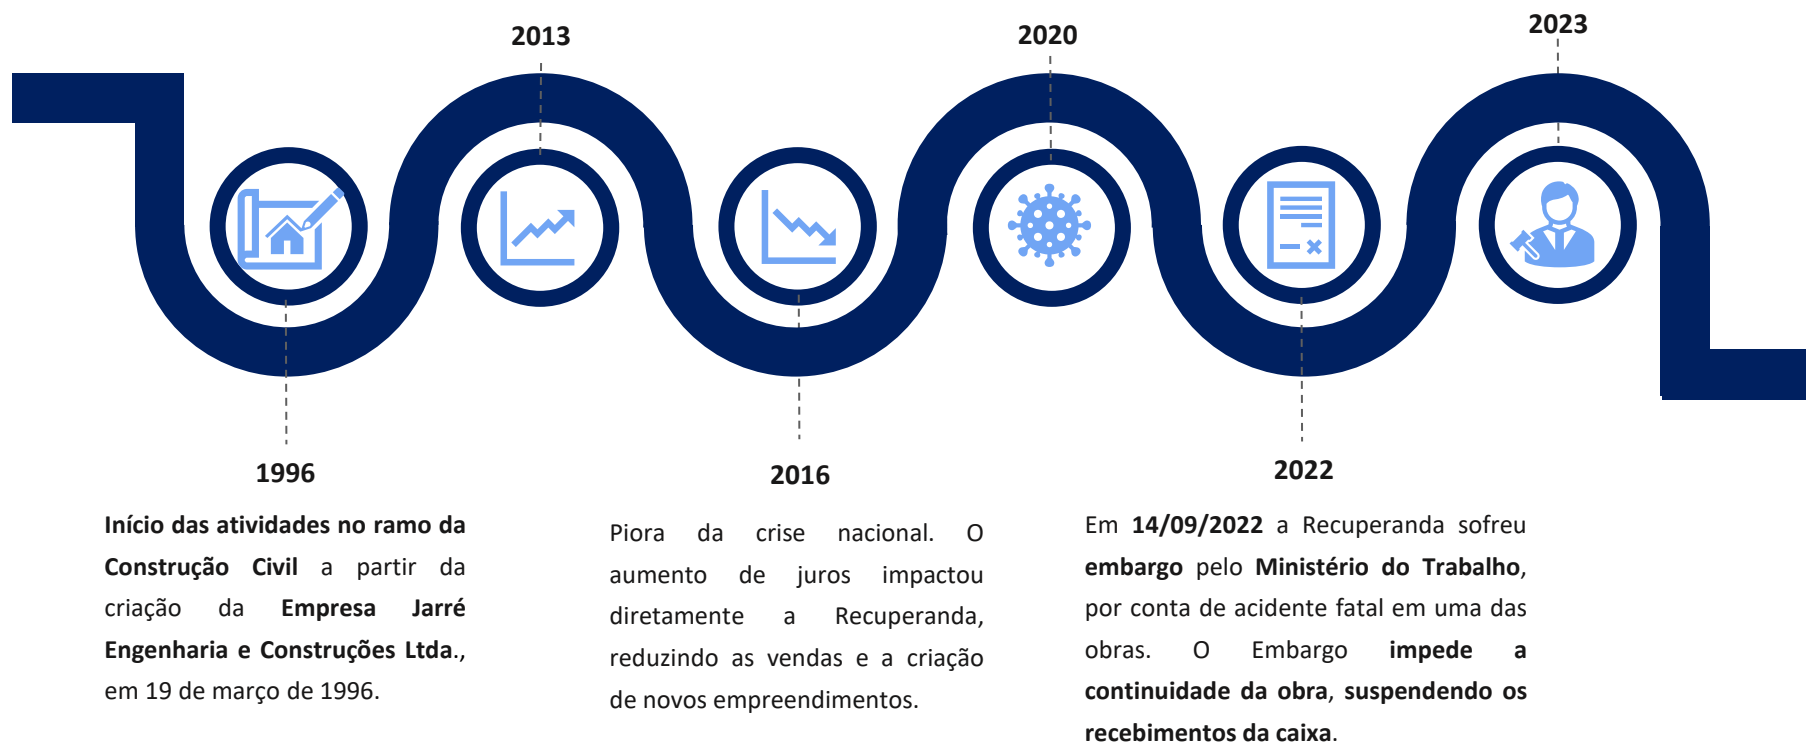 2013
2020
2023
1996
Início das atividades no ramo da
Construção Civil a partir da
criação da Empresa Jarré
Engenharia e Construções Ltda.,
em 19 de março de 1996.
2016
Piora da crise nacional. O
aumento de juros impactou
diretamente a Recuperanda,
reduzindo as vendas e a criação
de novos empreendimentos.
2022
Em 14/09/2022 a Recuperanda sofreu
embargo pelo Ministério do Trabalho,
por conta de acidente fatal em uma das
obras. O Embargo impede a
continuidade da obra, suspendendo os
recebimentos da caixa.